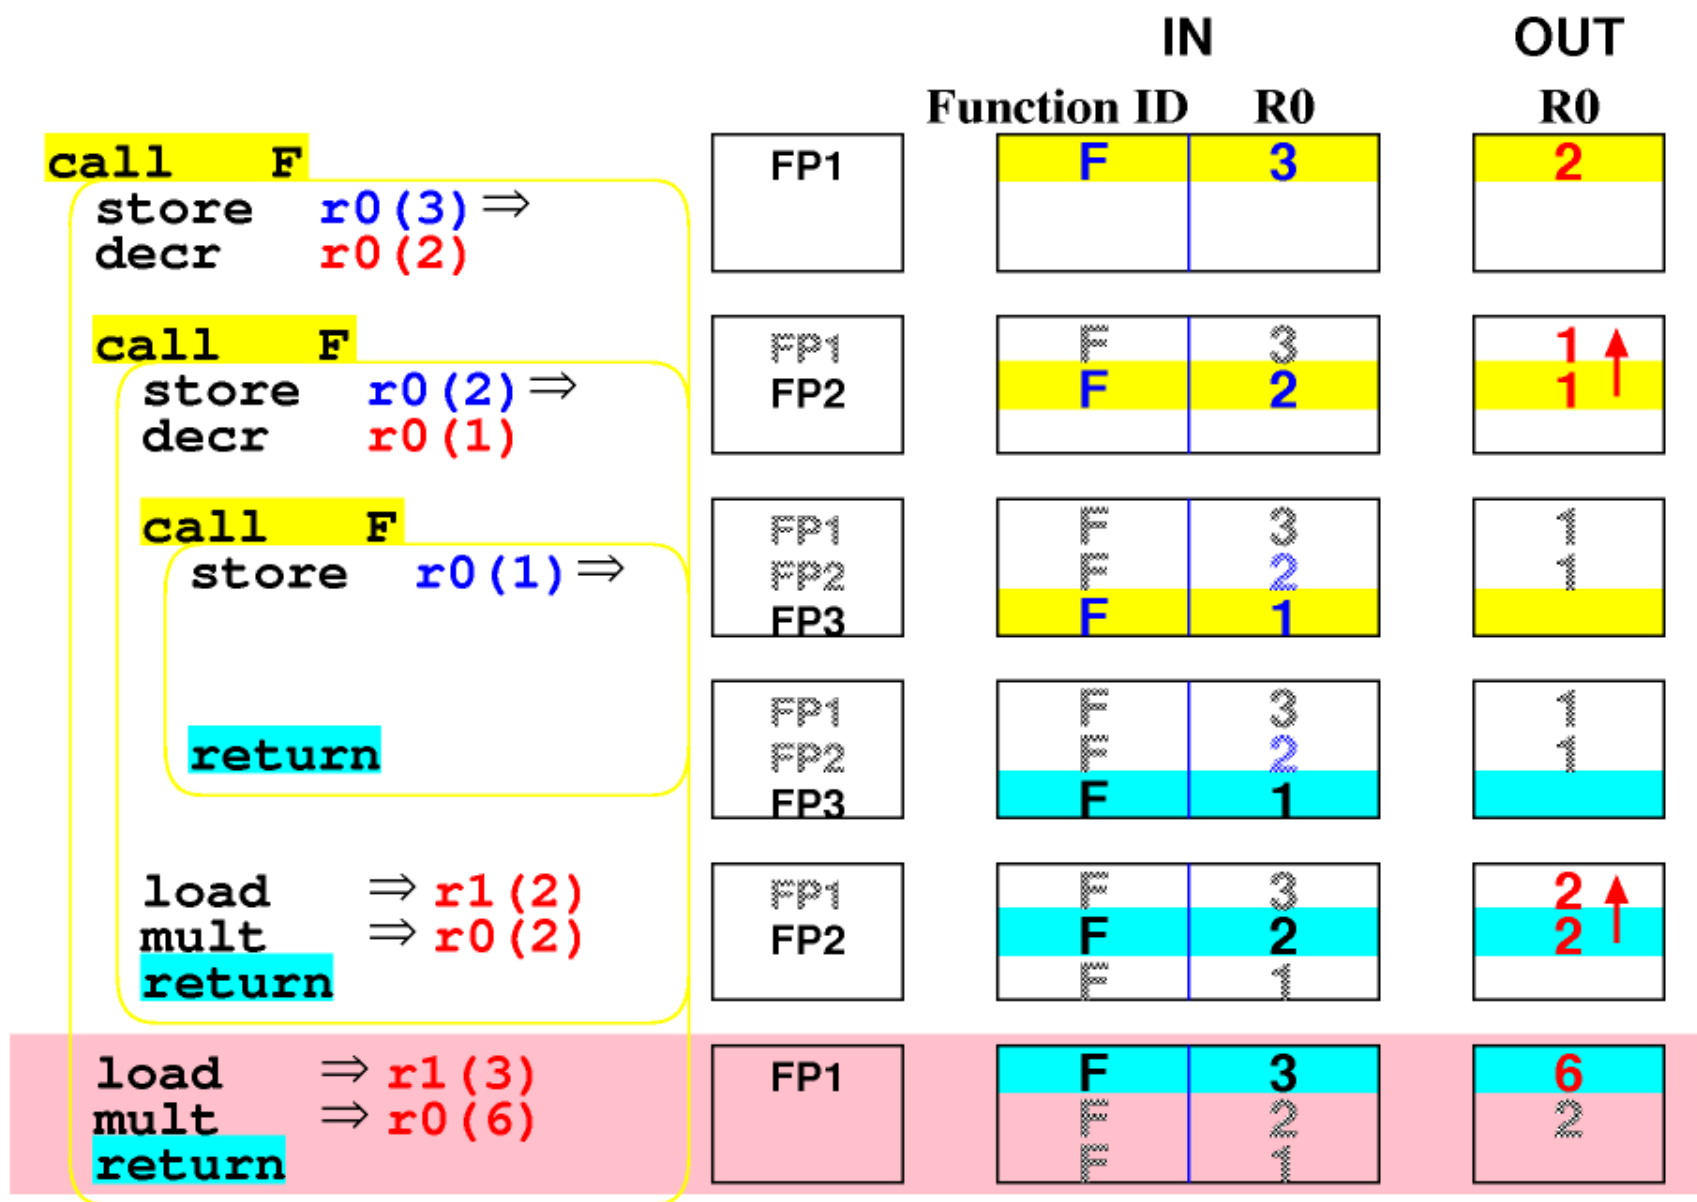 IN OUT
Function ID R0 R0
call F FP1 F 3 2
store r0(3) ⇒
decr r0(2)
call F FP1 F 3 1
store r0(2) ⇒ FP2 F 2 1
decr r0(1)
call F FP1 F 3 1
store r0(1) ⇒ FP2 F 2 1
FP3 F 1
FP1 F 3 1
return FP2 F 2 1
FP3 F 1
load ⇒ r1(2) FP1 F 3 2
mult ⇒ r0(2) FP2 F 2 2
return F 1
load ⇒ r1(3) FP1 F 3 6
mult ⇒ r0(6) F 2 2
return F 1